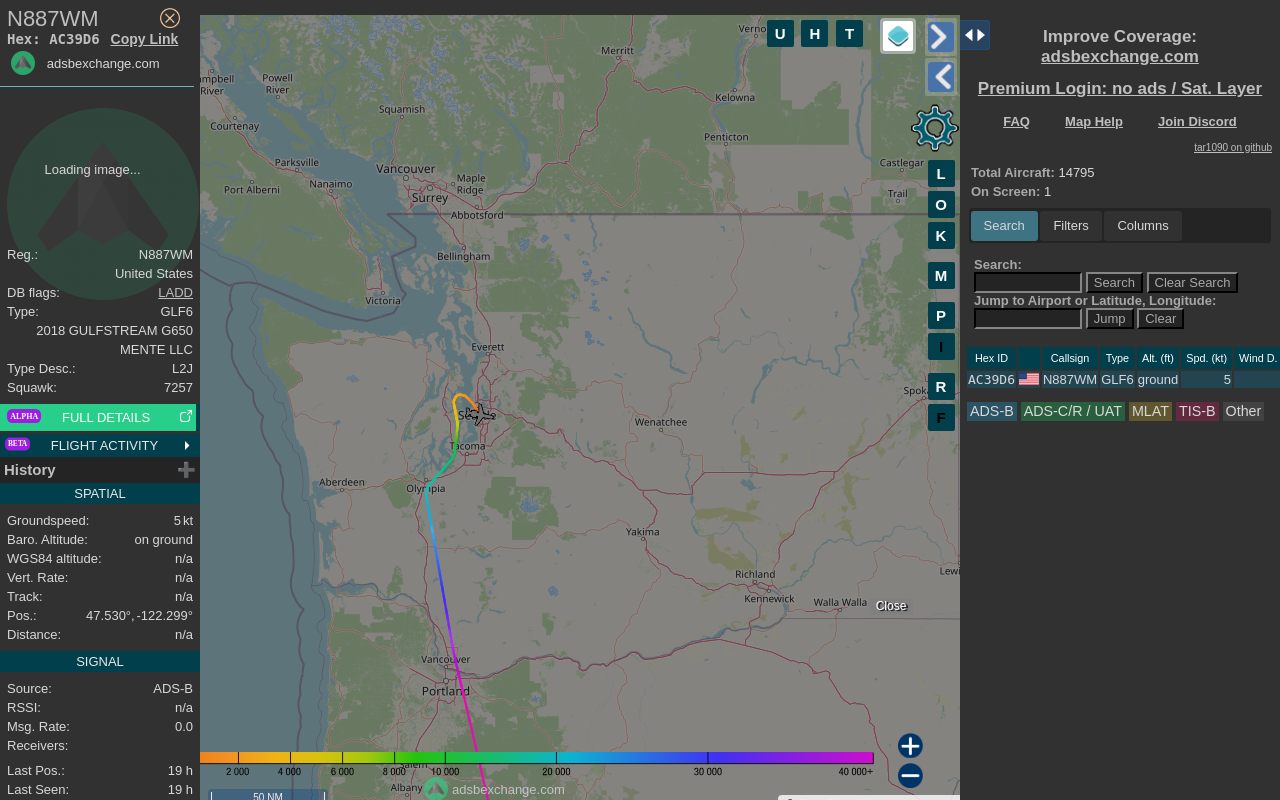 N887WM
Hex: AC39D6 Copy Link
adsbexchange.com
Loading image...
Reg.: N887WM
United States
DB flags: LADD
Type: GLF6
2018 GULFSTREAM G650
MENTE LLC
Type Desc.: L2J
Squawk: 7257
ALPHA FULL DETAILS
BETA FLIGHT ACTIVITY
History
SPATIAL
Groundspeed: 5 kt
Baro. Altitude: on ground
WGS84 altitude: n/a
Vert. Rate: n/a
Track: n/a
Pos.: 47.530°, -122.299°
Distance: n/a
SIGNAL
Source: ADS-B
RSSI: n/a
Msg. Rate: 0.0
Receivers:
Last Pos.: 19 h
Last Seen: 19 h
U H T
L
O
K
M
P
I
R
F
Merritt
Powell
River
Squamish
Kelowna
Courtenay
Penticton
Parksville
Vancouver
Castlegar
Port Alberni
Nanaimo
Maple
Ridge
Surrey
Trail
Abbotsford
Bellingham
Victoria
Everett
Wenatchee
Tacoma
Aberdeen
Olympia
Yakima
Richland
Kennewick
Walla Walla
Close
Vancouver
Portland
Albany
2 000 4 000 6 000 8 000 10 000 20 000 30 000 40 000+
adsbexchange.com
50 NM
Improve Coverage:
adsbexchange.com
Premium Login: no ads / Sat. Layer
FAQ Map Help Join Discord
tar1090 on github
Total Aircraft: 14795
On Screen: 1
Search Filters Columns
Search:
Search Clear Search
Jump to Airport or Latitude, Longitude:
Jump Clear
Hex ID Callsign Type Alt. (ft) Spd. (kt) Wind D.
AC39D6 N887WM GLF6 ground 5
ADS-B ADS-C/R / UAT MLAT TIS-B Other